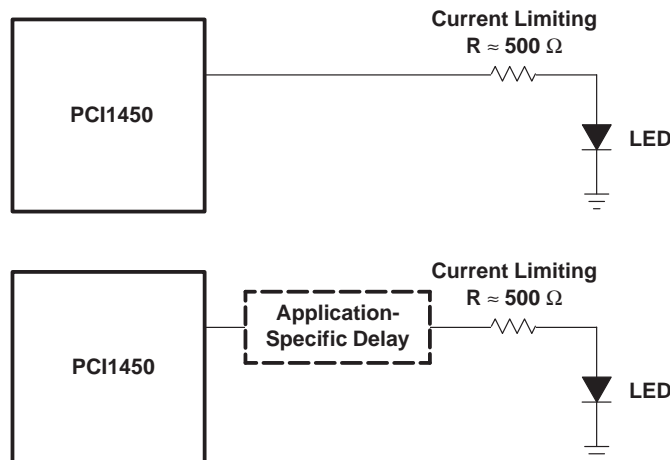 Current Limiting
R ≈ 500 Ω
PCI1450
LED
Current Limiting
R ≈ 500 Ω
Application-
Specific Delay
PCI1450
LED